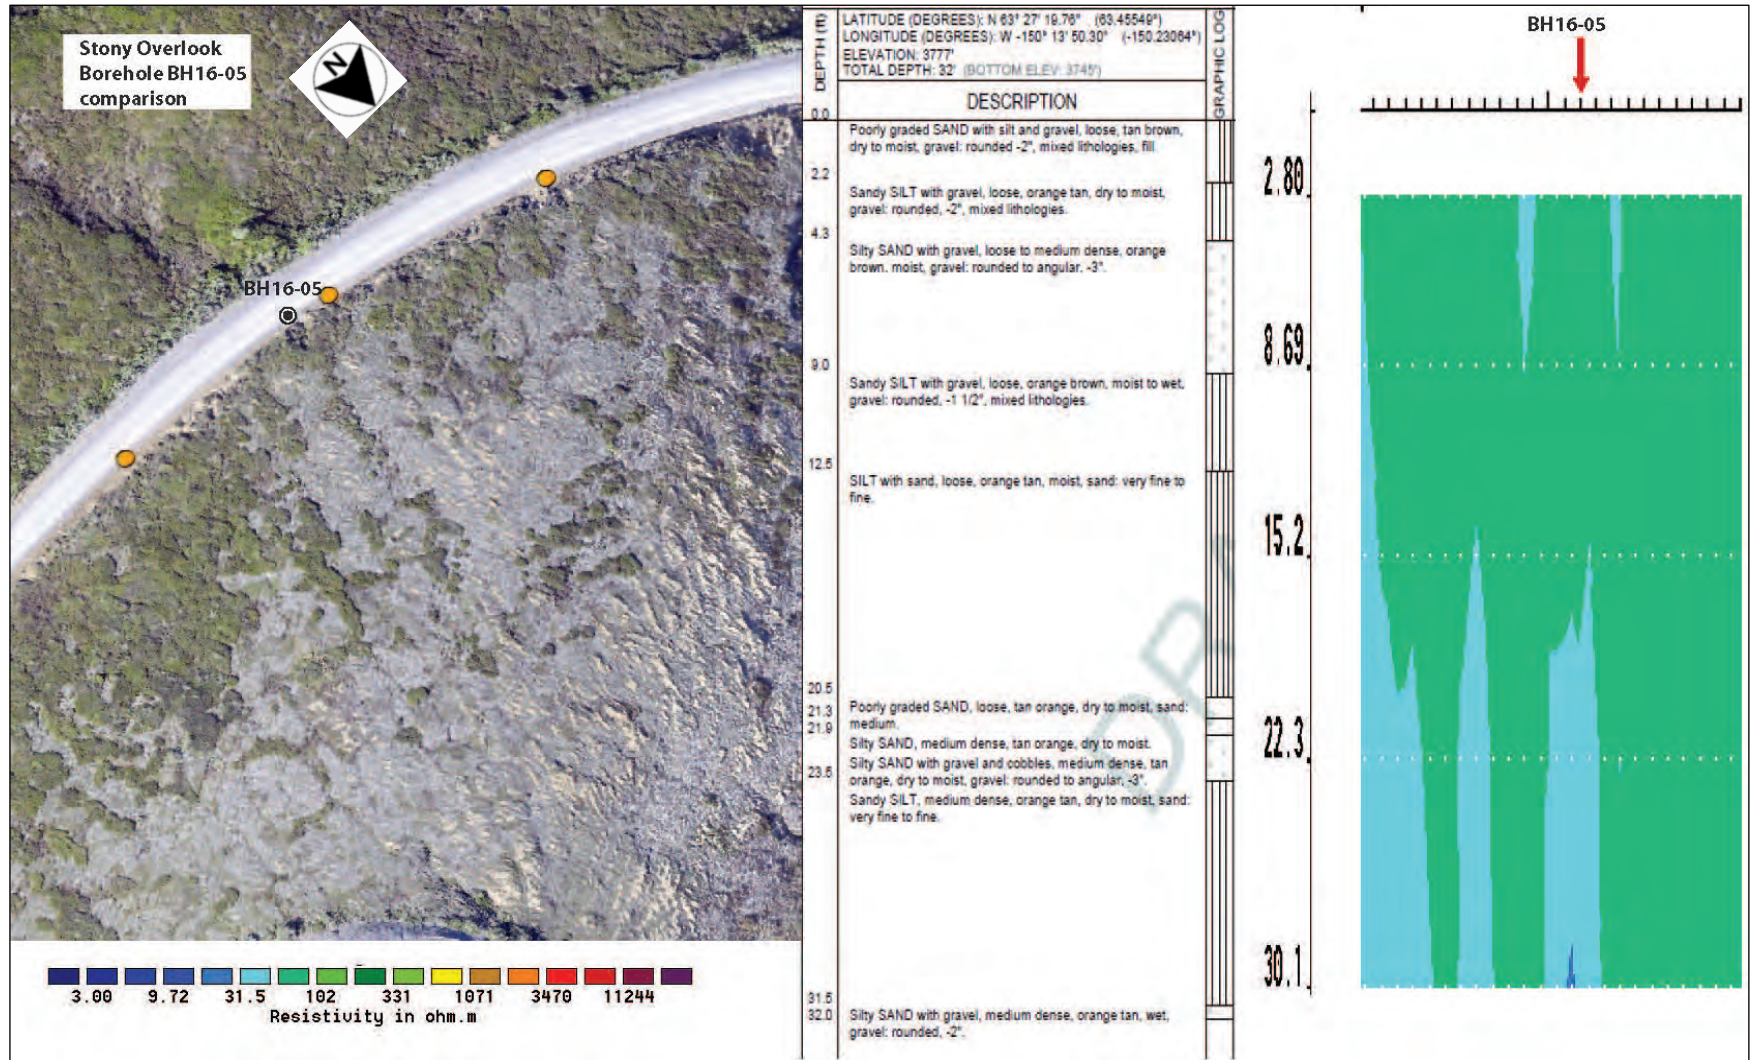 Stony Overlook
Borehole BH16-05
comparison
N
BH16-05
3.00 9.72 31.5 102 331 1071 3470 11244
Resistivity in ohm.m
DEPTH (ft)
LATITUDE (DEGREES): N 63° 27' 19.76" (63.45549°)
LONGITUDE (DEGREES): W -150° 13' 50.30" (-150.23064°)
ELEVATION: 3777'
TOTAL DEPTH: 32' (BOTTOM ELEV: 3745')
GRAPHIC LOG
DESCRIPTION
0.0
Poorly graded SAND with silt and gravel, loose, tan brown,
dry to moist, gravel: rounded -2", mixed lithologies, fill
2.2
Sandy SILT with gravel, loose, orange tan, dry to moist,
gravel: rounded, -2", mixed lithologies.
4.3
Silty SAND with gravel, loose to medium dense, orange
brown. moist, gravel: rounded to angular, -3".
9.0
Sandy SILT with gravel, loose, orange brown, moist to wet,
gravel: rounded, -1 1/2", mixed lithologies.
12.5
SILT with sand, loose, orange tan, moist, sand: very fine to
fine.
20.5
Poorly graded SAND, loose, tan orange, dry to moist, sand:
medium.
21.3
21.9
Silty SAND, medium dense, tan orange, dry to moist.
Silty SAND with gravel and cobbles, medium dense, tan
orange, dry to moist, gravel: rounded to angular, -3".
23.5
Sandy SILT, medium dense, orange tan, dry to moist, sand:
very fine to fine.
31.5
32.0
Silty SAND with gravel, medium dense, orange tan, wet,
gravel: rounded, -2".
BH16-05
2.80
8.69
15.2
22.3
30.1